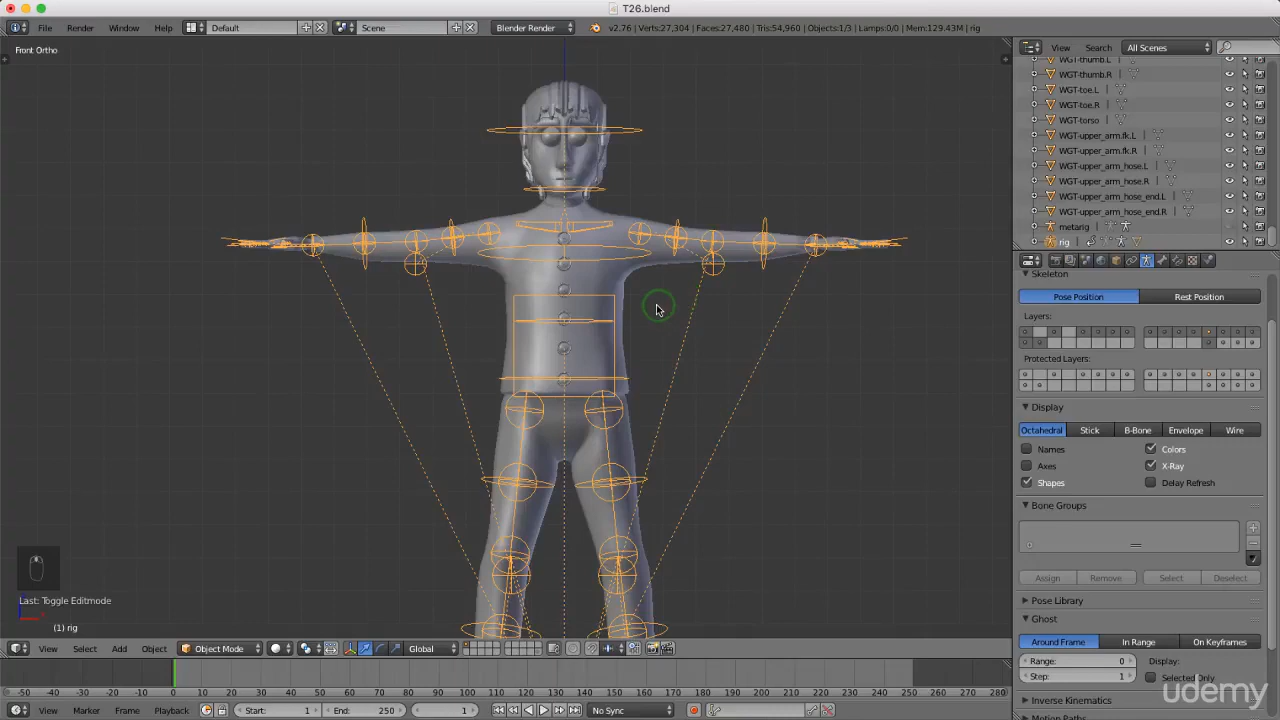 T26.blend
File Render Window Help Default Scene Blender Render v2.76 | Verts:27,304 | Faces:27,480 | Tris:54,960 | Objects:1/3 | Lamps:0/0 | Mem:129.43M | rig
Front Ortho
View Search All Scenes
WGT-thumb.L
WGT-thumb.R
WGT-toe.L
WGT-toe.R
WGT-torso
WGT-upper_arm.fk.L
WGT-upper_arm.fk.R
WGT-upper_arm_hose.L
WGT-upper_arm_hose.R
WGT-upper_arm_hose_end.L
WGT-upper_arm_hose_end.R
metarig
rig
Skeleton
Pose Position Rest Position
Layers:
Protected Layers:
Display
Octahedral Stick B-Bone Envelope Wire
Names Colors
Axes X-Ray
Shapes Delay Refresh
Bone Groups
Assign Remove Select Deselect
Pose Library
Ghost
Around Frame In Range On Keyframes
Range: 0 Display:
Step: 1 Selected Only
Inverse Kinematics
Motion Paths
udemy
Last: Toggle Editmode
(1) rig
View Select Add Object Object Mode Global
-50 -40 -30 -20 -10 0 10 20 30 40 50 60 70 80 90 100 110 120 130 140 150 160 170 180 190 200 210 220 230 240 250 260 270 280
View Marker Frame Playback Start: 1 End: 250 1 No Sync